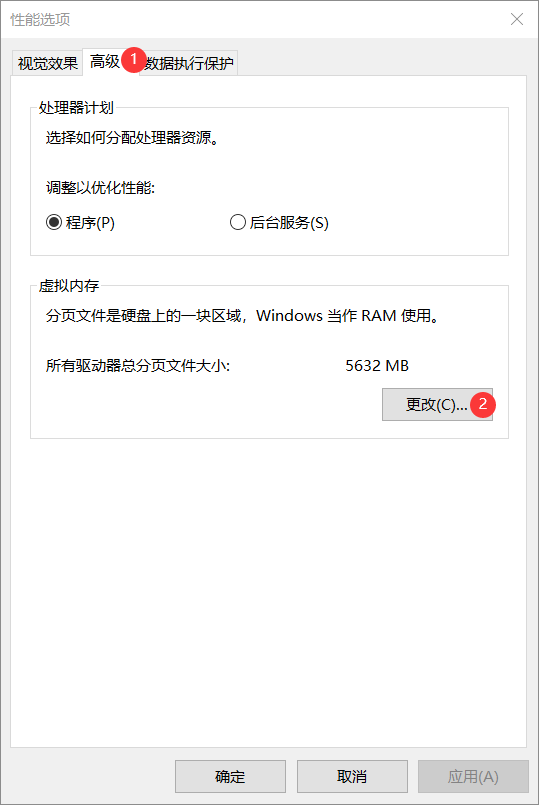 性能选项
视觉效果 高级 1 数据执行保护
处理器计划
选择如何分配处理器资源。
调整以优化性能:
程序(P) 后台服务(S)
虚拟内存
分页文件是硬盘上的一块区域，Windows 当作 RAM 使用。
所有驱动器总分页文件大小: 5632 MB
更改(C)... 2
确定 取消 应用(A)